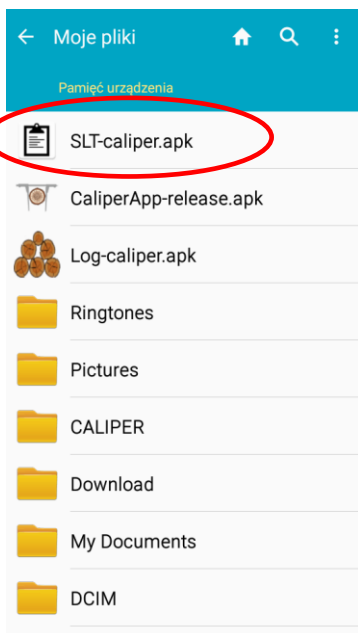 Moje pliki
Pamięć urządzenia
SLT-caliper.apk
CaliperApp-release.apk
Log-caliper.apk
Ringtones
Pictures
CALIPER
Download
My Documents
DCIM